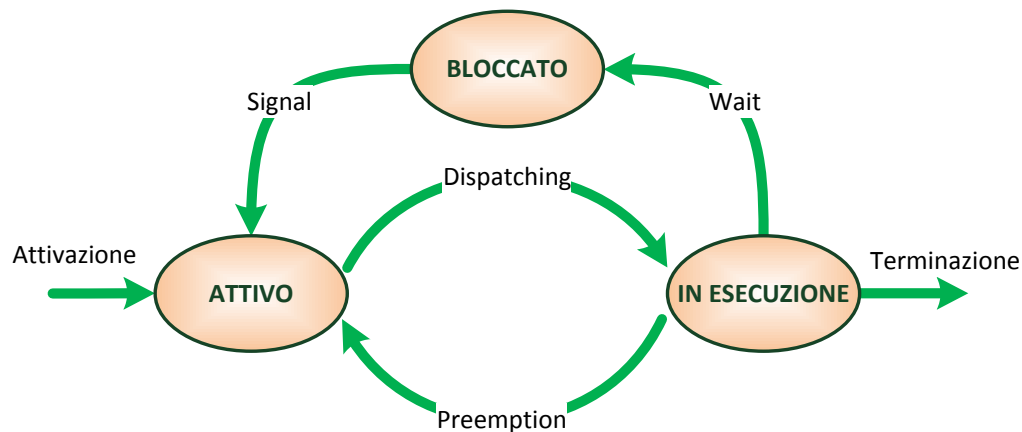 BLOCCATO
Signal
Wait
Dispatching
Attivazione
Terminazione
ATTIVO
IN ESECUZIONE
Preemption